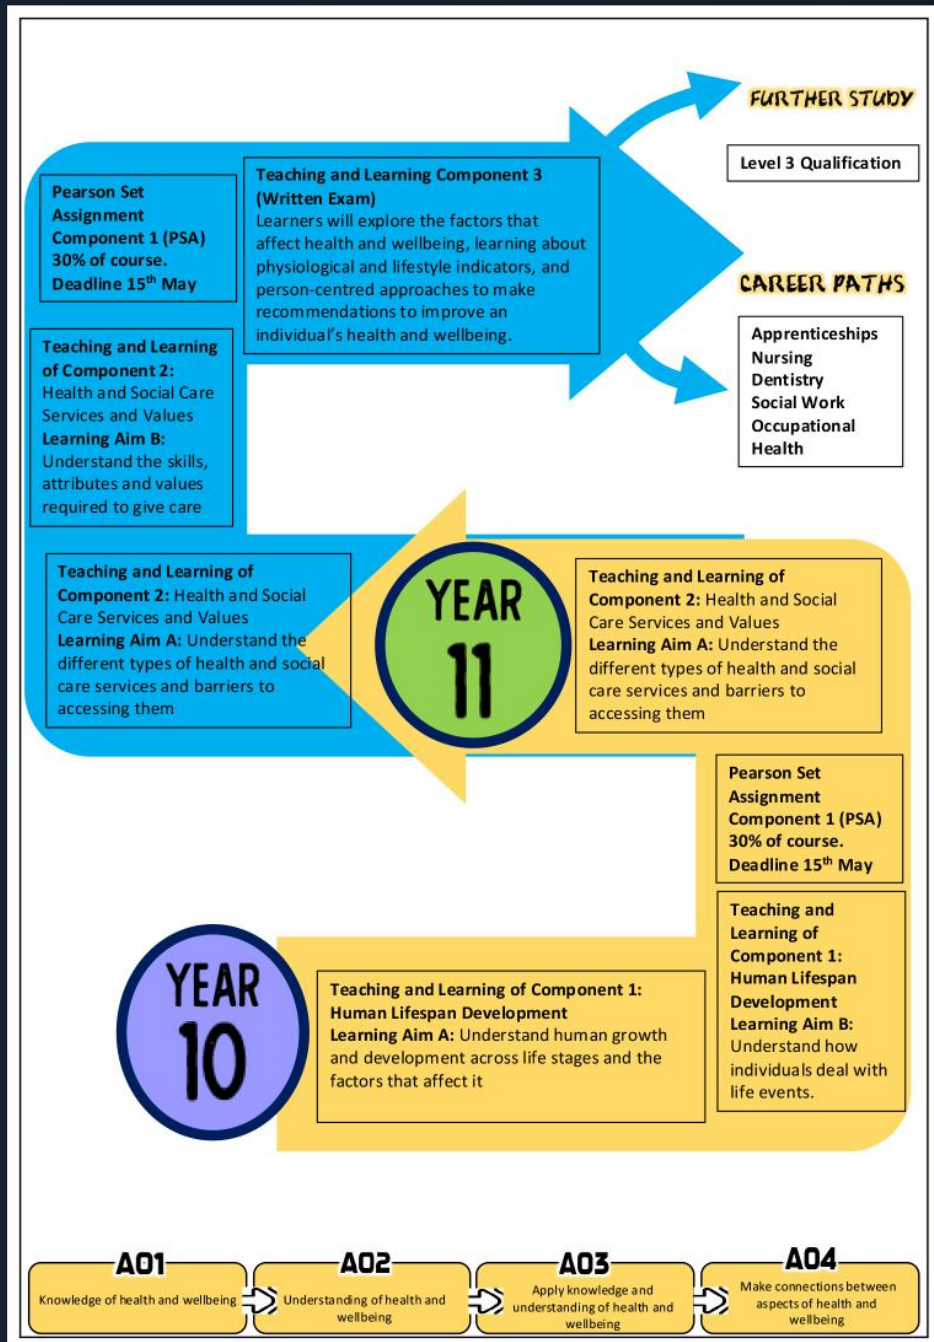 FURTHER STUDY
Level 3 Qualification
Pearson Set
Assignment
Component 1 (PSA)
30% of course.
Deadline 15th May
Teaching and Learning Component 3
(Written Exam)
Learners will explore the factors that
affect health and wellbeing, learning about
physiological and lifestyle indicators, and
person-centred approaches to make
recommendations to improve an
individual's health and wellbeing.
CAREER PATHS
Apprenticeships
Nursing
Dentistry
Social Work
Occupational
Health
Teaching and Learning
of Component 2:
Health and Social Care
Services and Values
Learning Aim B:
Understand the skills,
attributes and values
required to give care
Teaching and Learning of
Component 2: Health and Social
Care Services and Values
Learning Aim A: Understand the
different types of health and social
care services and barriers to
accessing them
YEAR
11
Teaching and Learning of
Component 2: Health and Social
Care Services and Values
Learning Aim A: Understand the
different types of health and social
care services and barriers to
accessing them
Pearson Set
Assignment
Component 1 (PSA)
30% of course.
Deadline 15th May
Teaching and
Learning of
Component 1:
Human Lifespan
Development
Learning Aim B:
Understand how
individuals deal with
life events.
YEAR
10
Teaching and Learning of Component 1:
Human Lifespan Development
Learning Aim A: Understand human growth
and development across life stages and the
factors that affect it
AO1
Knowledge of health and wellbeing
AO2
Understanding of health and
wellbeing
AO3
Apply knowledge and
understanding of health and
wellbeing
AO4
Make connections between
aspects of health and
wellbeing